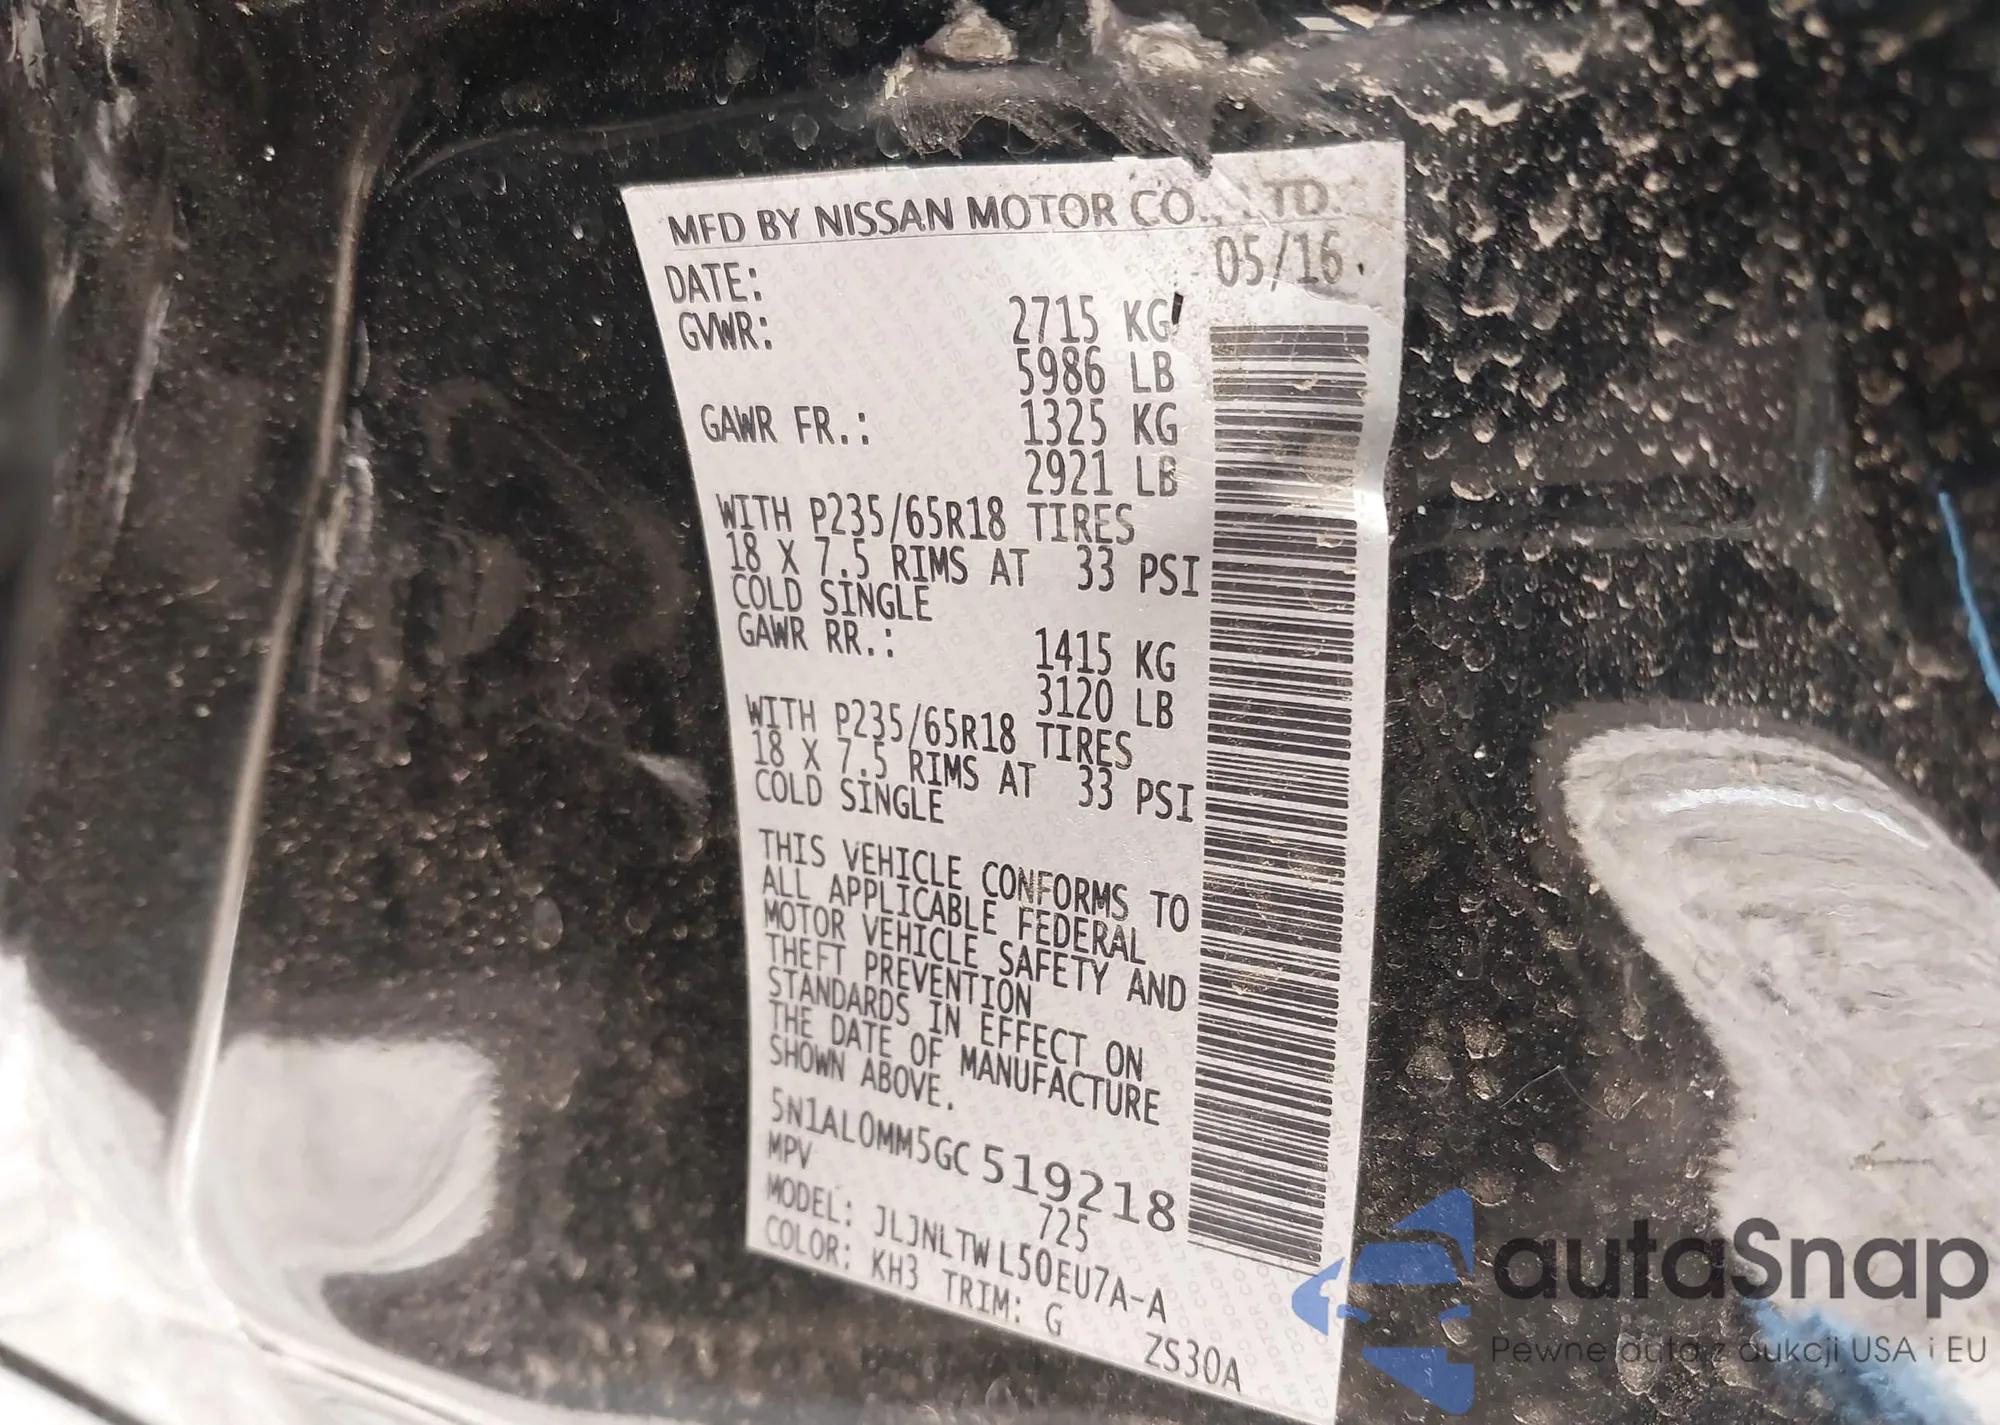 MFD BY NISSAN MOTOR CO., LTD.
DATE: 05/16
GVWR: 2715 KG
5986 LB
GAWR FR.: 1325 KG
2921 LB
WITH P235/65R18 TIRES
18 X 7.5 RIMS AT 33 PSI
COLD SINGLE
GAWR RR.: 1415 KG
3120 LB
WITH P235/65R18 TIRES
18 X 7.5 RIMS AT 33 PSI
COLD SINGLE
THIS VEHICLE CONFORMS TO
ALL APPLICABLE FEDERAL
MOTOR VEHICLE SAFETY AND
THEFT PREVENTION
STANDARDS IN EFFECT ON
THE DATE OF MANUFACTURE
SHOWN ABOVE.
5N1AL0MM5GC519218
MPV 725
MODEL: JLJNLTWL50EU7A-A
COLOR: KH3 TRIM: G ZS30A
autaSnap
Pewne auta z aukcji USA i EU